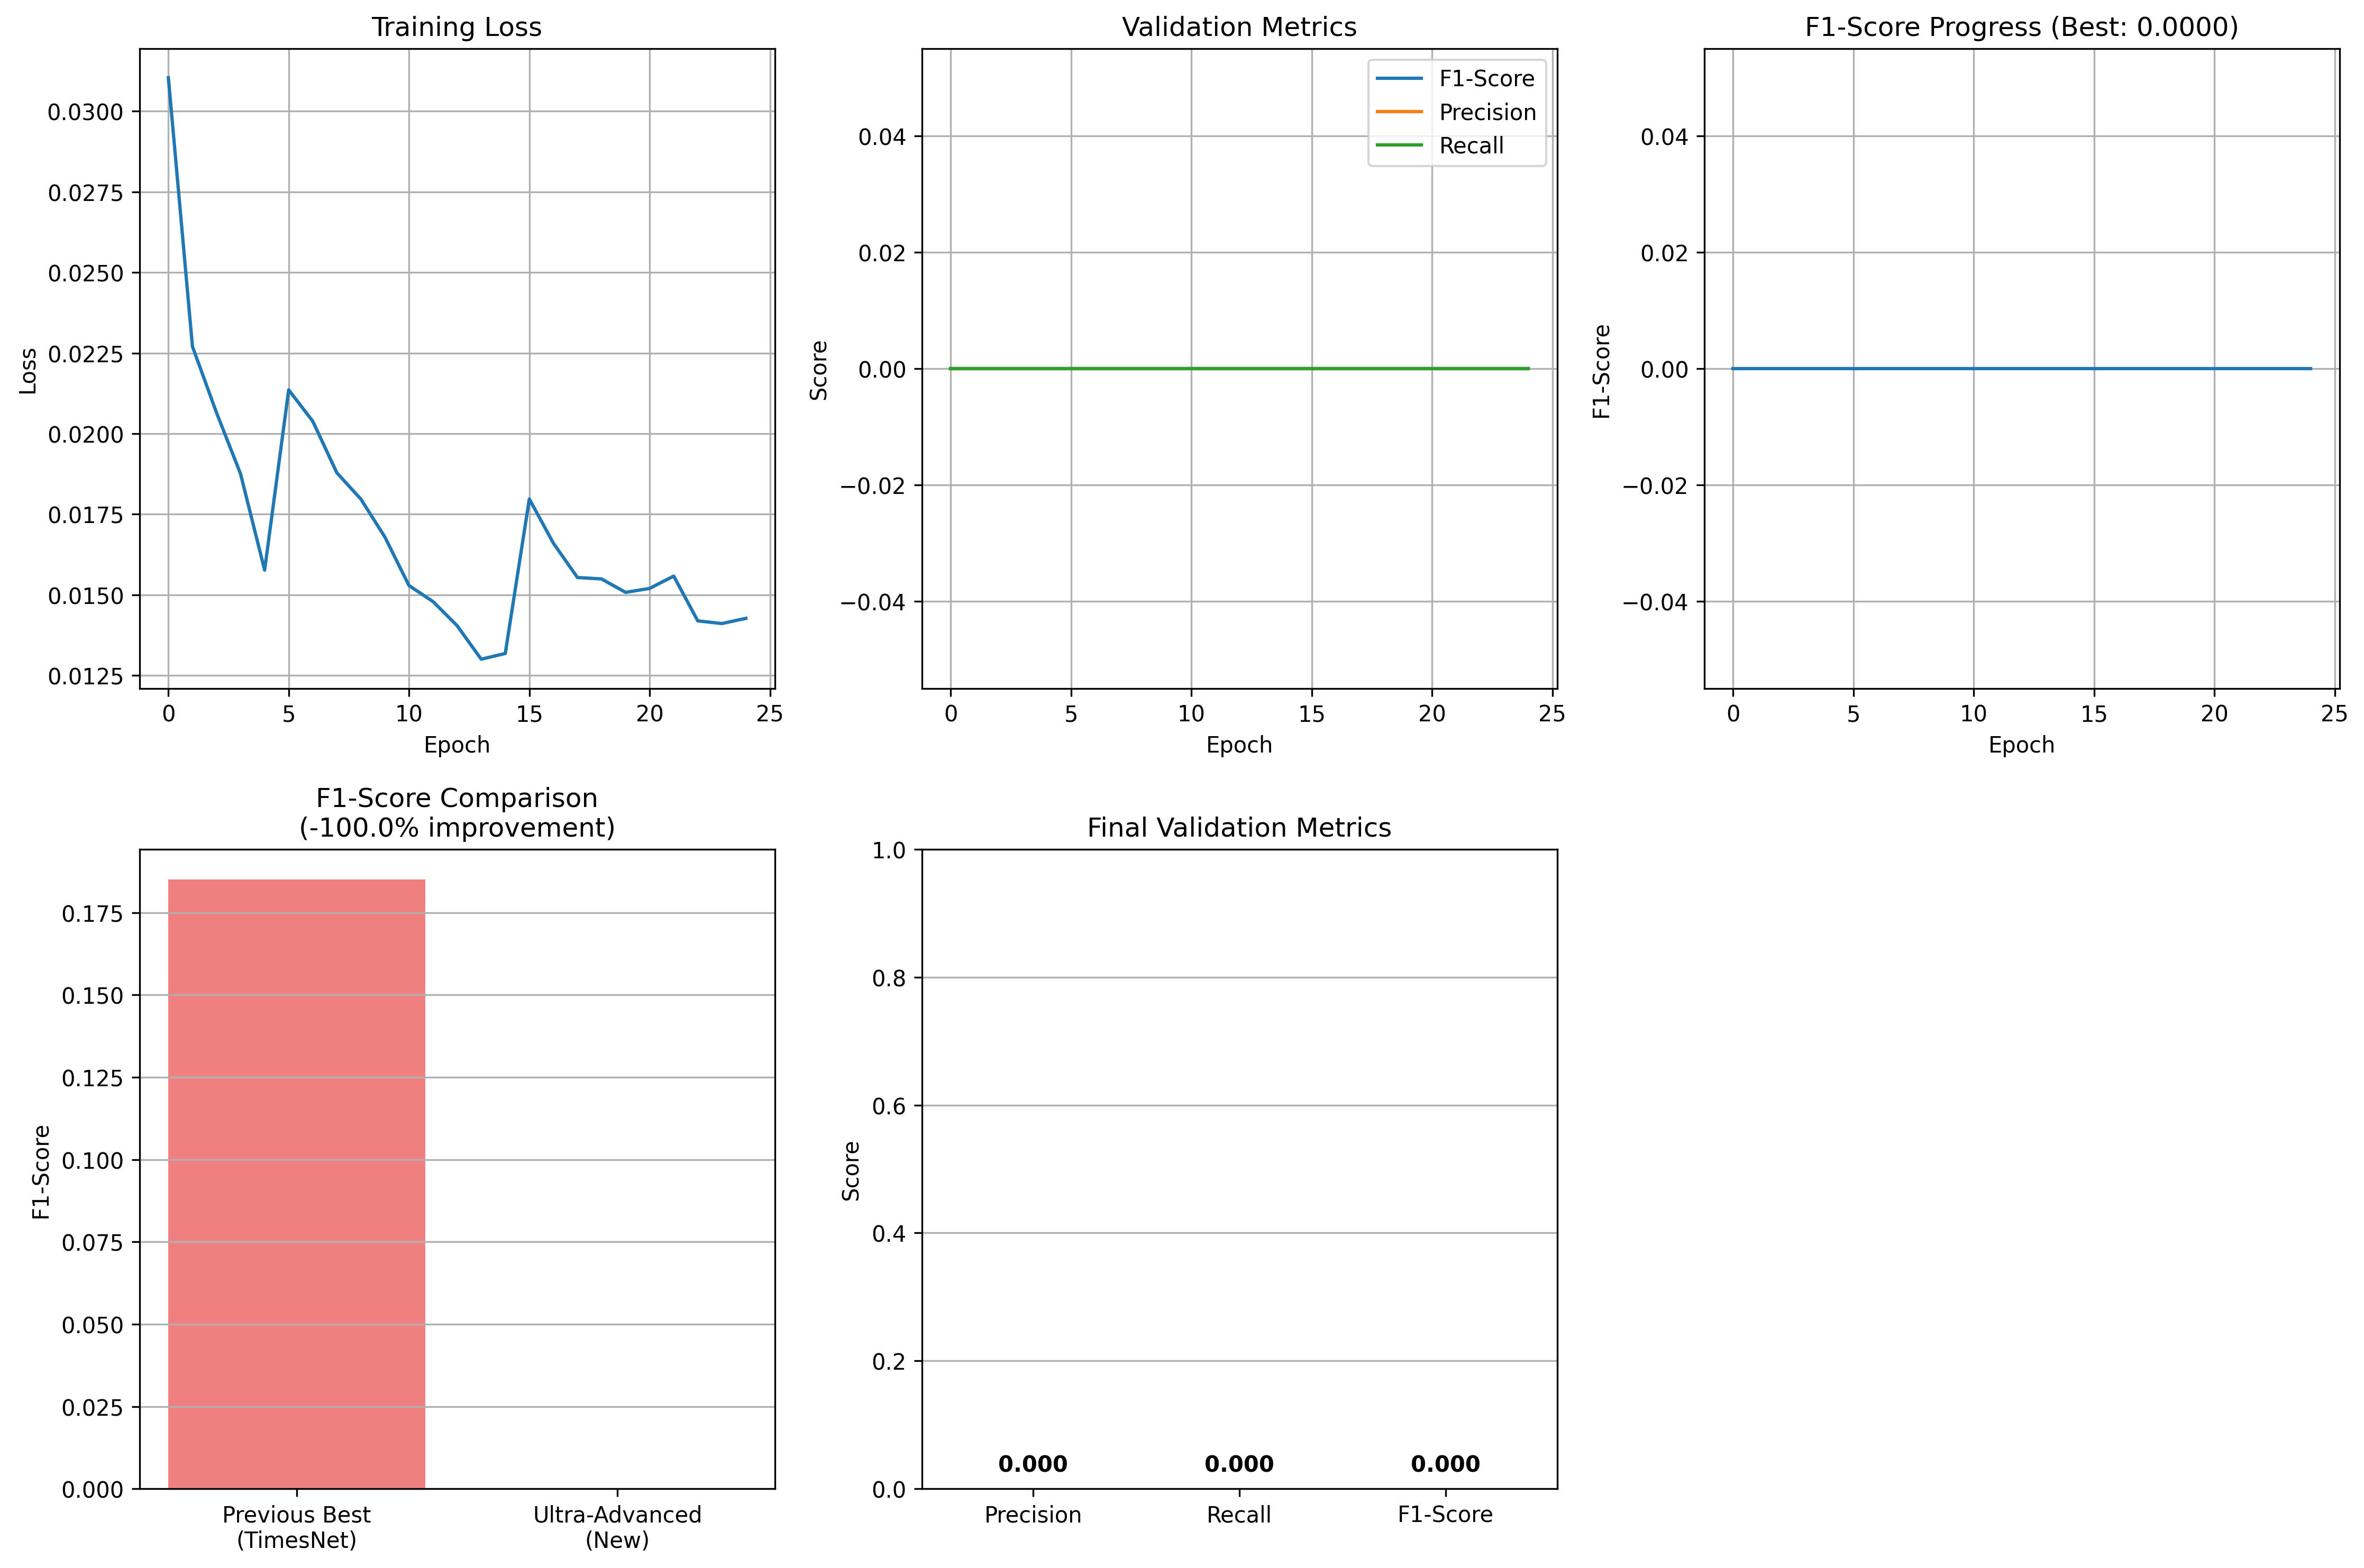 Training Loss
0.0300
0.0275
0.0250
0.0225
0.0200
0.0175
0.0150
0.0125
Loss
0 5 10 15 20 25
Epoch
Validation Metrics
F1-Score
Precision
Recall
0.04
0.02
0.00
−0.02
−0.04
Score
0 5 10 15 20 25
Epoch
F1-Score Progress (Best: 0.0000)
0.04
0.02
0.00
−0.02
−0.04
F1-Score
0 5 10 15 20 25
Epoch
F1-Score Comparison
(-100.0% improvement)
0.175
0.150
0.125
0.100
0.075
0.050
0.025
0.000
F1-Score
Previous Best
(TimesNet)
Ultra-Advanced
(New)
Final Validation Metrics
1.0
0.8
0.6
0.4
0.2
0.0
Score
0.000 0.000 0.000
Precision Recall F1-Score